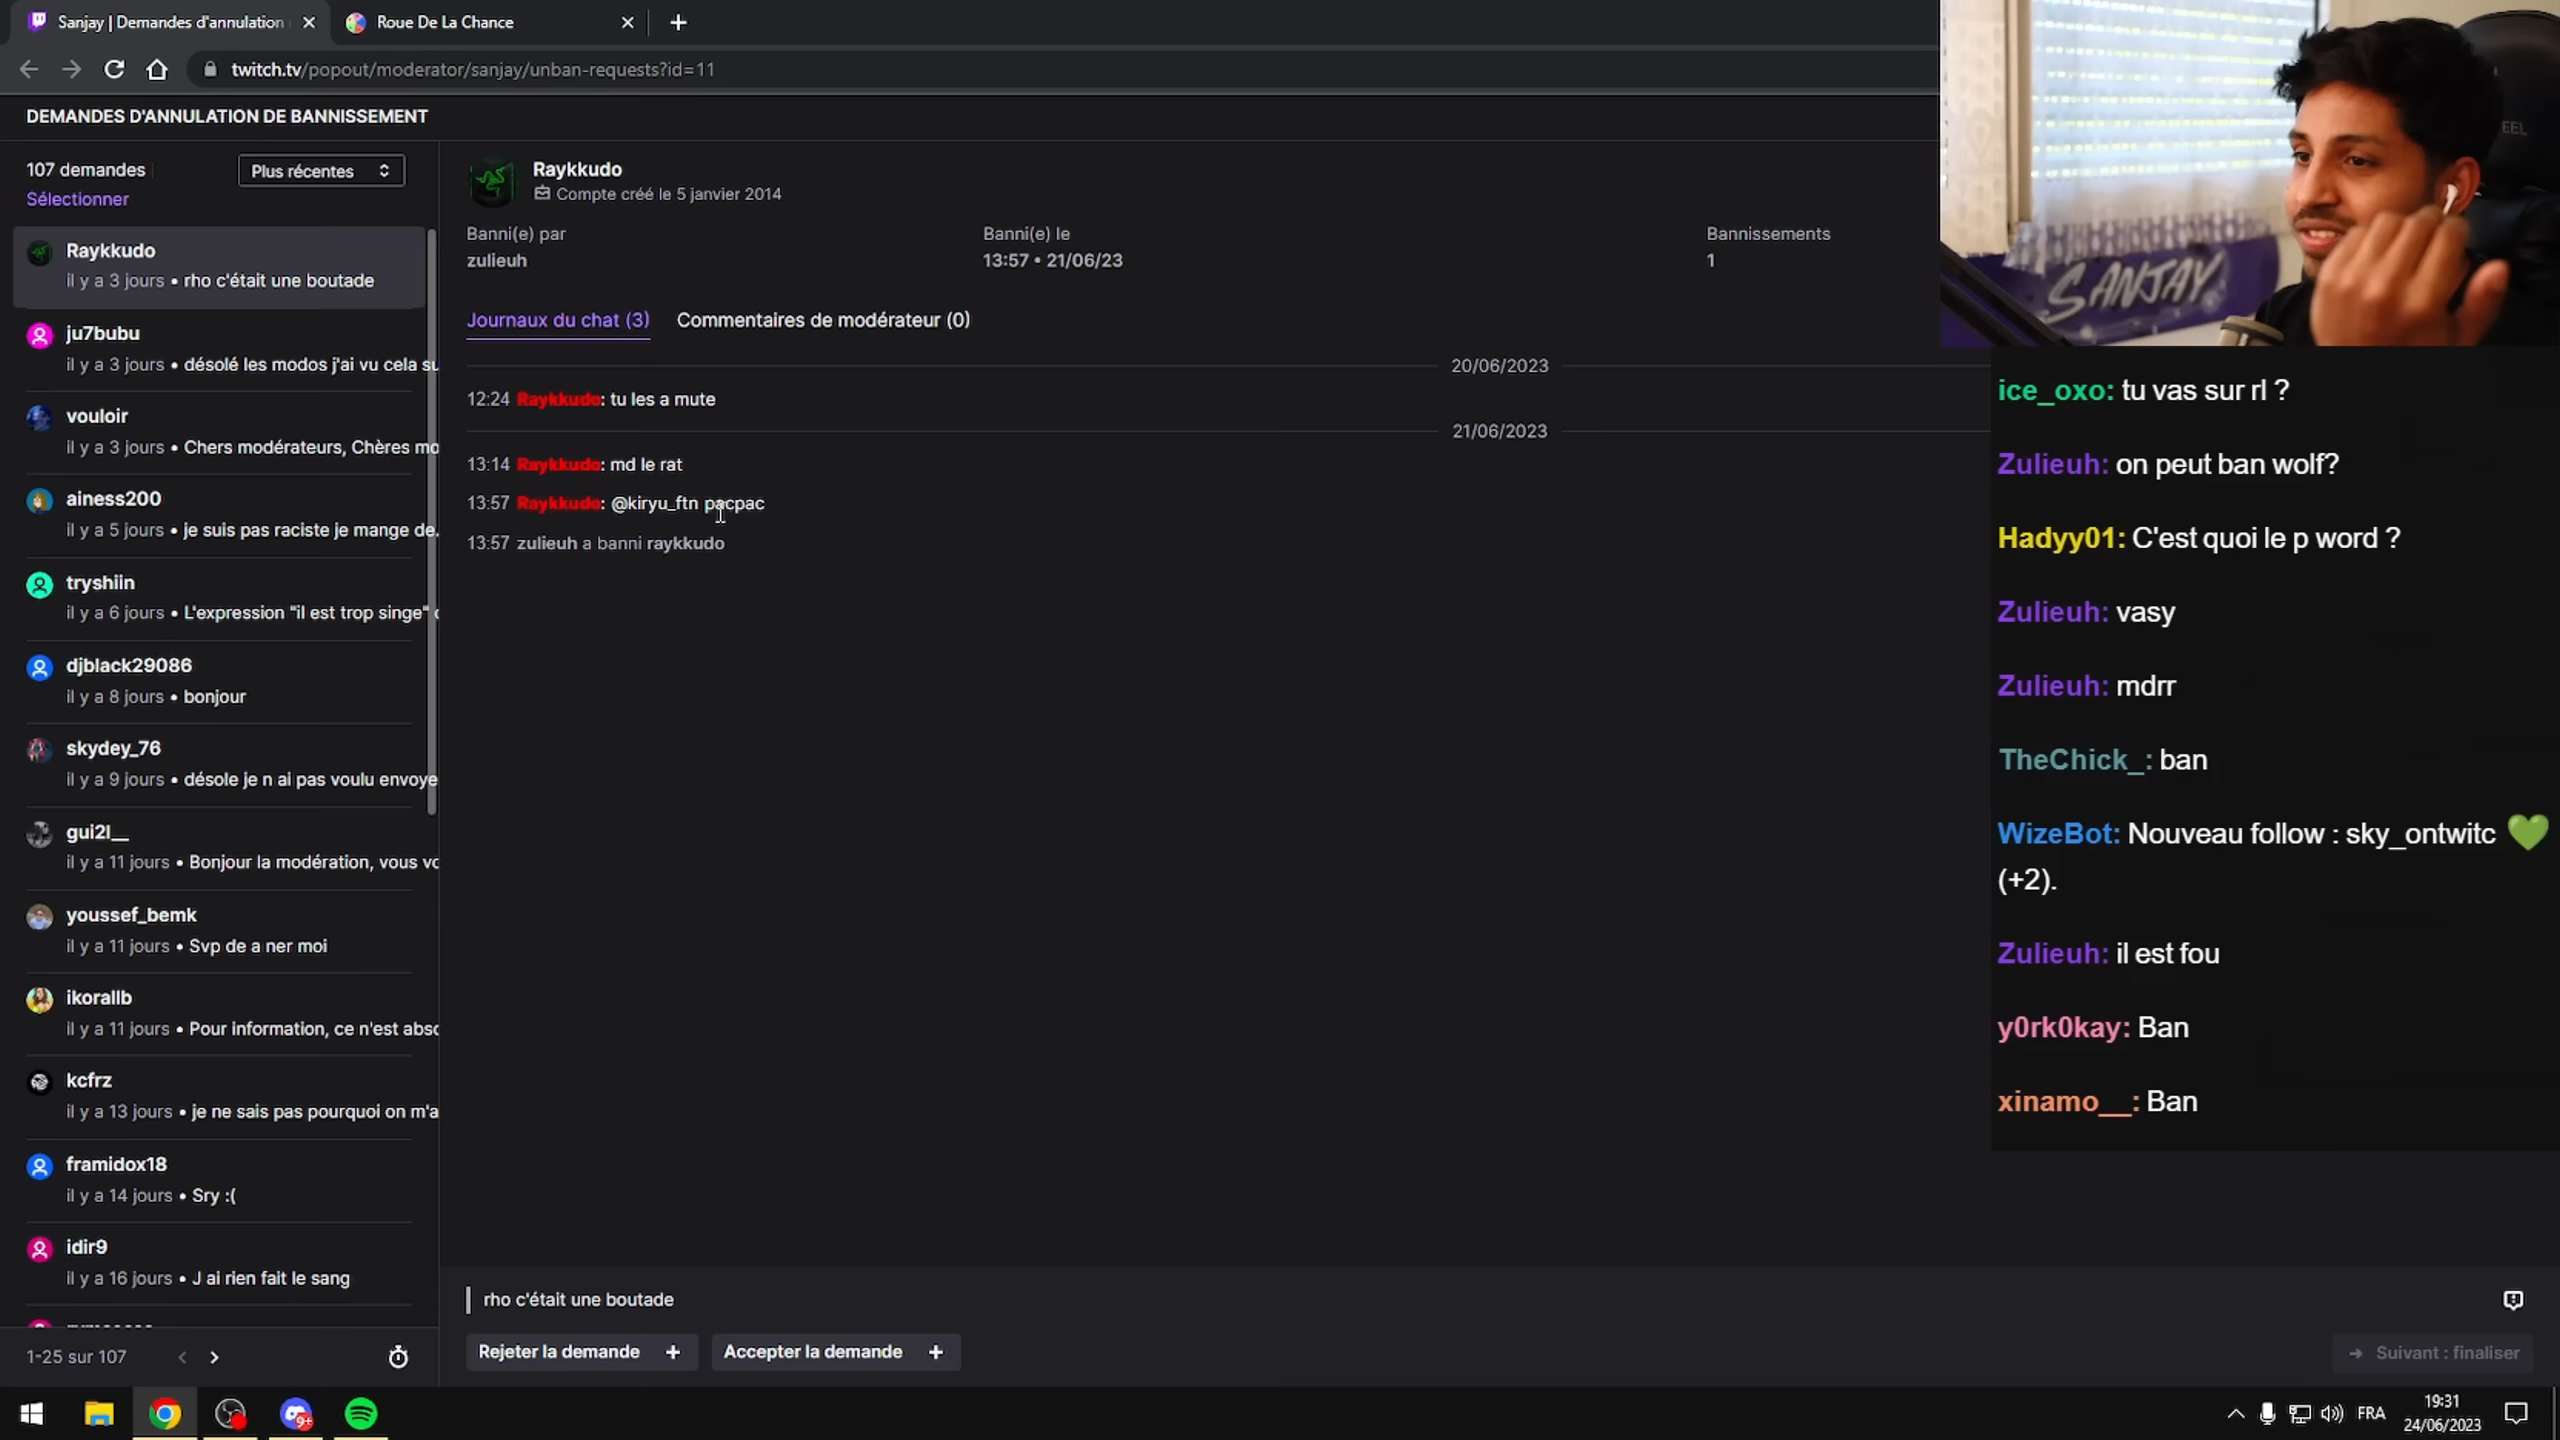 Sanjay | Demandes d'annulation
Roue De La Chance
twitch.tv/popout/moderator/sanjay/unban-requests?id=11
DEMANDES D'ANNULATION DE BANNISSEMENT
107 demandes
Plus récentes
Sélectionner
Raykkudo
il y a 3 jours • rho c'était une boutade
ju7bubu
il y a 3 jours • désolé les modos j'ai vu cela su
vouloir
il y a 3 jours • Chers modérateurs, Chères mo
ainess200
il y a 5 jours • je suis pas raciste je mange de.
tryshiin
il y a 6 jours • L'expression "il est trop singe"
djblack29086
il y a 8 jours • bonjour
skydey_76
il y a 9 jours • désole je n ai pas voulu envoye
gui2l__
il y a 11 jours • Bonjour la modération, vous vo
youssef_bemk
il y a 11 jours • Svp de a ner moi
ikorallb
il y a 11 jours • Pour information, ce n'est abso
kcfrz
il y a 13 jours • je ne sais pas pourquoi on m'a
framidox18
il y a 14 jours • Sry :(
idir9
il y a 16 jours • J ai rien fait le sang
1-25 sur 107
Raykkudo
Compte créé le 5 janvier 2014
Banni(e) par
zulieuh
Banni(e) le
13:57 • 21/06/23
Bannissements
1
Journaux du chat (3)
Commentaires de modérateur (0)
20/06/2023
12:24 Raykkudo: tu les a mute
21/06/2023
13:14 Raykkudo: md le rat
13:57 Raykkudo: @kiryu_ftn pacpac
13:57 zulieuh a banni raykkudo
rho c'était une boutade
Rejeter la demande +
Accepter la demande +
Suivant : finaliser
SANJAY
EEL
ice_oxo: tu vas sur rl ?
Zulieuh: on peut ban wolf?
Hadyy01: C'est quoi le p word ?
Zulieuh: vasy
Zulieuh: mdrr
TheChick_: ban
WizeBot: Nouveau follow : sky_ontwitc 💚
(+2).
Zulieuh: il est fou
y0rk0kay: Ban
xinamo__: Ban
9+
FRA
19:31
24/06/2023